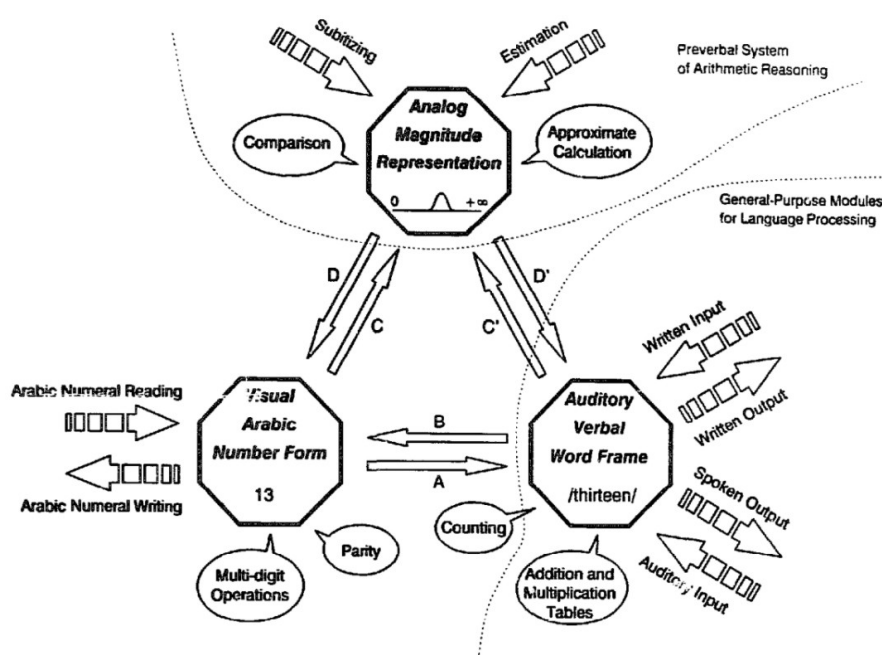 Subitizing
Estimation
Preverbal System
of Arithmetic Reasoning
Analog
Magnitude
Representation
0 +∞
Comparison
Approximate
Calculation
General-Purpose Modules
for Language Processing
D
C
D'
C'
Written Input
Written Output
Arabic Numeral Reading
Arabic Numeral Writing
Visual
Arabic
Number Form
13
B
A
Auditory
Verbal
Word Frame
/thirteen/
Spoken Output
Auditory Input
Counting
Parity
Multi-digit
Operations
Addition and
Multiplication
Tables